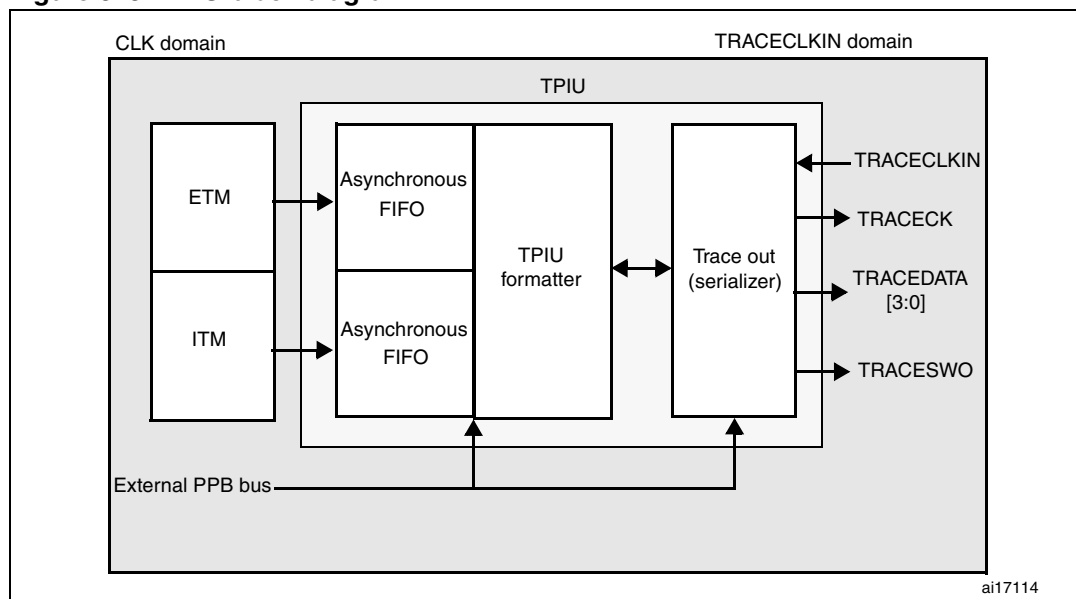 CLK domain
TRACECLKIN domain
TPIU
ETM
Asynchronous
FIFO
TPIU
formatter
Trace out
(serializer)
TRACECLKIN
TRACECK
TRACEDATA
[3:0]
TRACESWO
ITM
Asynchronous
FIFO
External PPB bus
ai17114